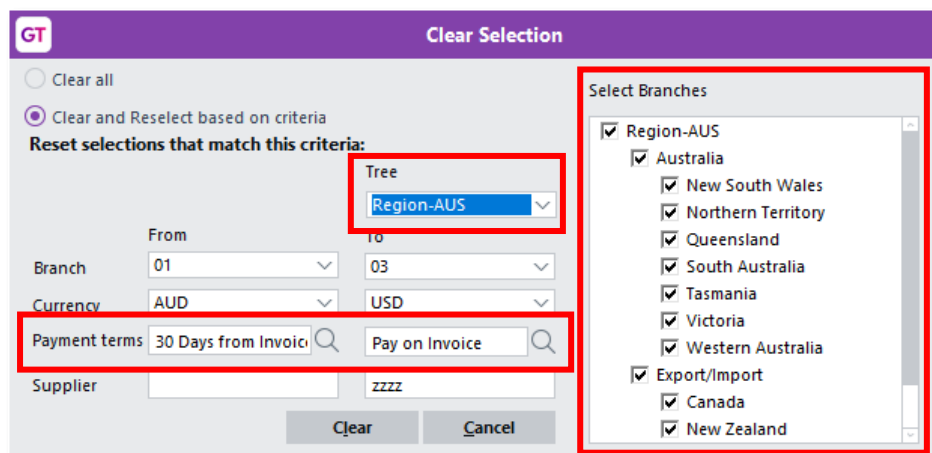 GT
Clear Selection
Clear all
Clear and Reselect based on criteria
Reset selections that match this criteria:
Tree
Region-AUS
From To
Branch 01 03
Currency AUD USD
Payment terms 30 Days from Invoic Pay on Invoice
Supplier zzzz
Clear Cancel
Select Branches
Region-AUS
Australia
New South Wales
Northern Territory
Queensland
South Australia
Tasmania
Victoria
Western Australia
Export/Import
Canada
New Zealand